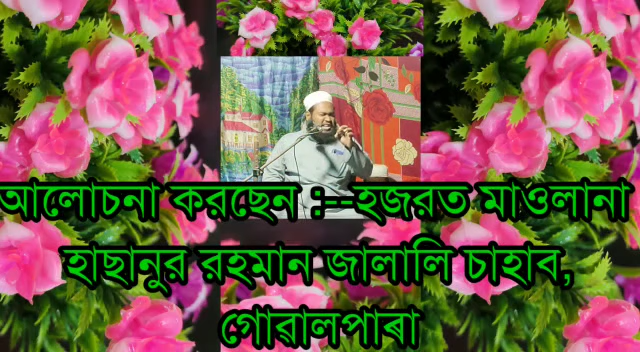 আলোচনা করছেন :--হজরত মাওলানা
হাছানুর রহমান জালালি চাহাব,
গোৱালপাৰা